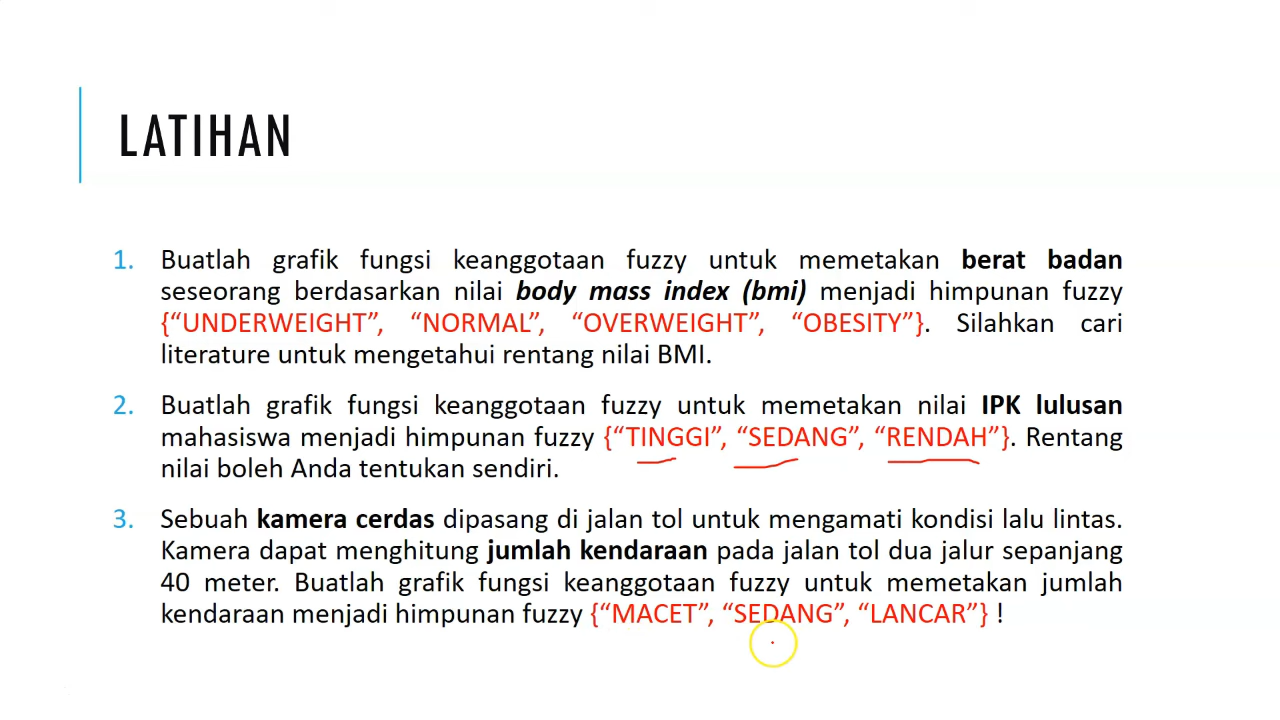 LATIHAN
1. Buatlah grafik fungsi keanggotaan fuzzy untuk memetakan berat badan
seseorang berdasarkan nilai body mass index (bmi) menjadi himpunan fuzzy
{“UNDERWEIGHT”, “NORMAL”, “OVERWEIGHT”, “OBESITY”}. Silahkan cari
literature untuk mengetahui rentang nilai BMI.
2. Buatlah grafik fungsi keanggotaan fuzzy untuk memetakan nilai IPK lulusan
mahasiswa menjadi himpunan fuzzy {“TINGGI”, “SEDANG”, “RENDAH”}. Rentang
nilai boleh Anda tentukan sendiri.
3. Sebuah kamera cerdas dipasang di jalan tol untuk mengamati kondisi lalu lintas.
Kamera dapat menghitung jumlah kendaraan pada jalan tol dua jalur sepanjang
40 meter. Buatlah grafik fungsi keanggotaan fuzzy untuk memetakan jumlah
kendaraan menjadi himpunan fuzzy {“MACET”, “SEDANG”, “LANCAR”} !